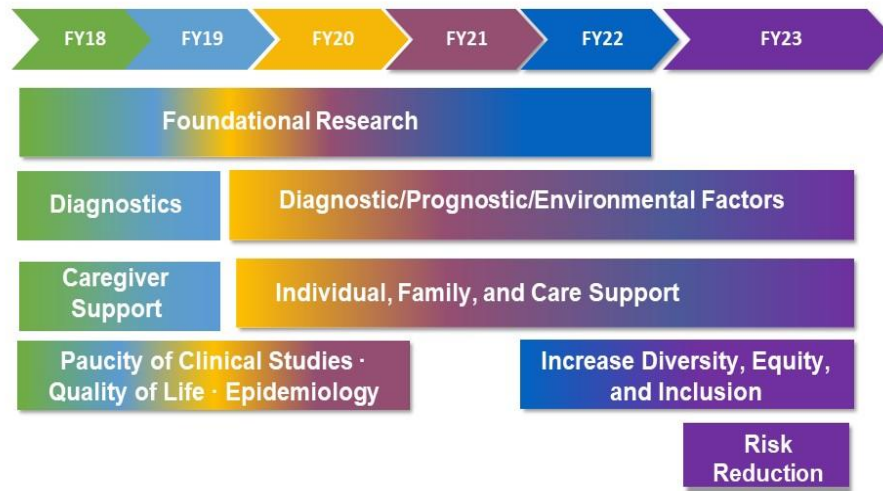 FY18 FY19 FY20 FY21 FY22 FY23
Foundational Research
Diagnostics
Diagnostic/Prognostic/Environmental Factors
Caregiver
Support
Individual, Family, and Care Support
Paucity of Clinical Studies ·
Quality of Life · Epidemiology
Increase Diversity, Equity,
and Inclusion
Risk
Reduction